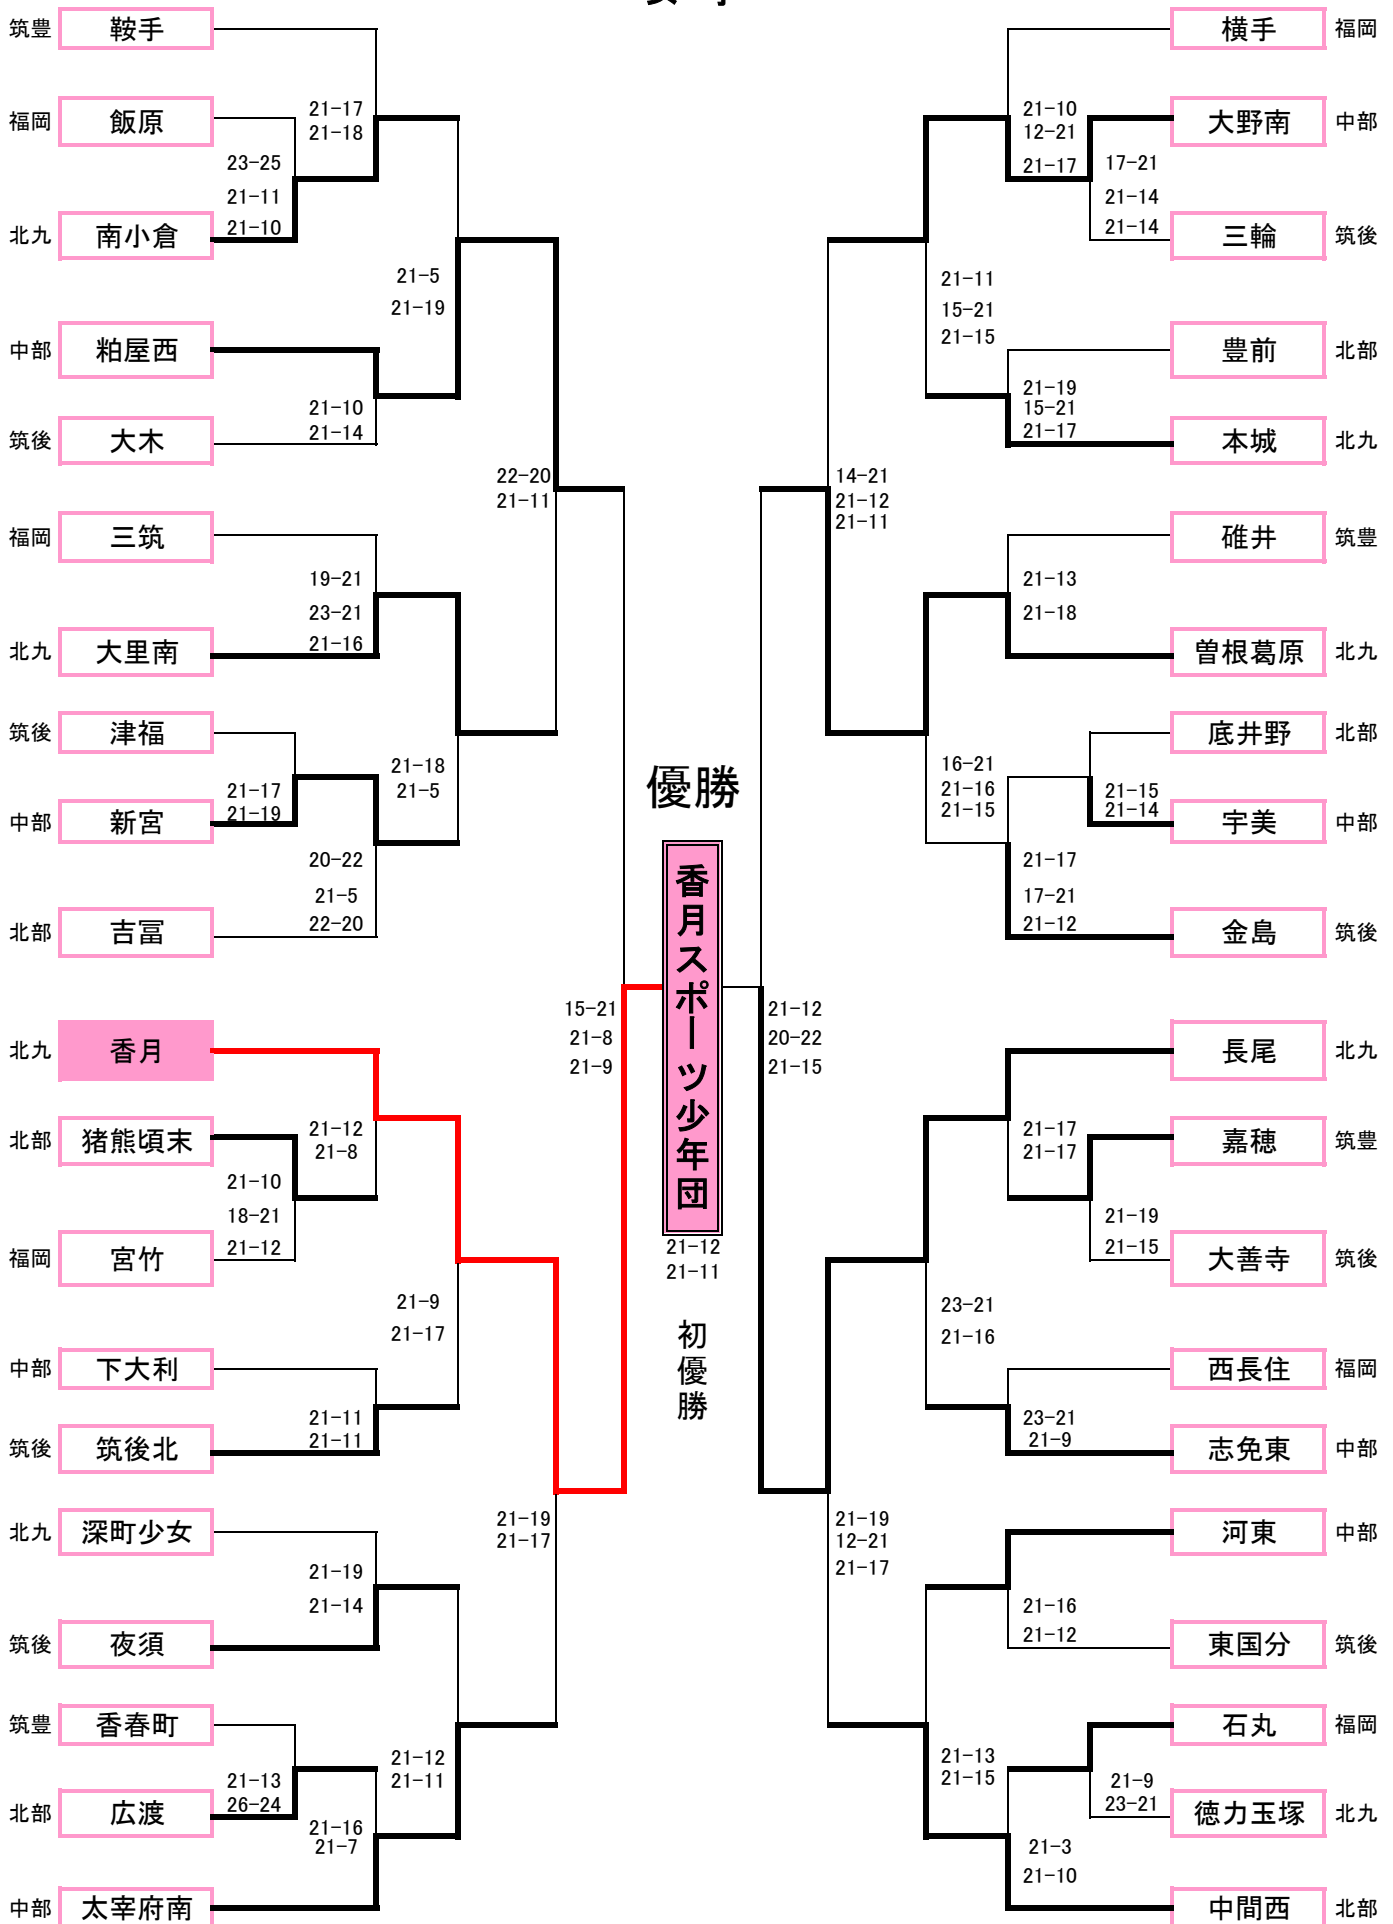 筑豊 鞍手
福岡 飯原
21-17
21-18
23-25
21-11
21-10
北九 南小倉
21-5
21-19
中部 粕屋西
21-10
21-14
筑後 大木
22-20
21-11
福岡 三筑
19-21
23-21
21-16
北九 大里南
筑後 津福
21-18
21-5
21-17
21-19
中部 新宮
20-22
21-5
22-20
北部 吉冨
15-21
21-8
21-9
北九 香月
北部 猪熊頃末
21-12
21-8
21-10
18-21
21-12
福岡 宮竹
21-9
21-17
中部 下大利
21-11
21-11
筑後 筑後北
21-19
21-17
北九 深町少女
21-19
21-14
筑後 夜須
筑豊 香春町
21-12
21-11
21-13
26-24
北部 広渡
21-16
21-7
中部 太宰府南
優勝
香月スポーツ少年団
21-12
21-11
初優勝
横手 福岡
21-10
12-21
21-17
大野南 中部
17-21
21-14
21-14
三輪 筑後
21-11
15-21
21-15
豊前 北部
21-19
15-21
21-17
本城 北九
14-21
21-12
21-11
碓井 筑豊
21-13
21-18
曽根葛原 北九
底井野 北部
16-21
21-16
21-15
21-15
21-14
宇美 中部
21-17
17-21
21-12
金島 筑後
21-12
20-22
21-15
長尾 北九
21-17
21-17
嘉穂 筑豊
21-19
21-15
大善寺 筑後
23-21
21-16
西長住 福岡
23-21
21-9
志免東 中部
21-19
12-21
21-17
河東 中部
21-16
21-12
東国分 筑後
石丸 福岡
21-13
21-15
21-9
23-21
徳力玉塚 北九
21-3
21-10
中間西 北部